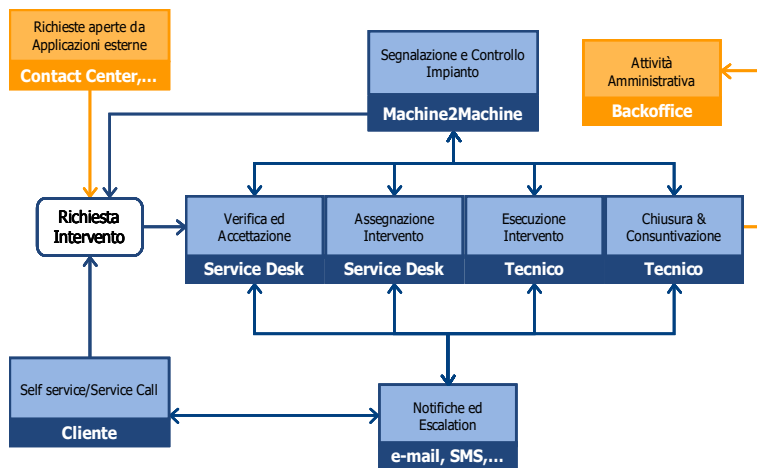 Richieste aperte da
Applicazioni esterne
Contact Center,...
Segnalazione e Controllo
Impianto
Machine2Machine
Attività
Amministrativa
Backoffice
Richiesta
Intervento
Verifica ed
Accettazione
Service Desk
Assegnazione
Intervento
Service Desk
Esecuzione
Intervento
Tecnico
Chiusura &
Consuntivazione
Tecnico
Self service/Service Call
Cliente
Notifiche ed
Escalation
e-mail, SMS,...